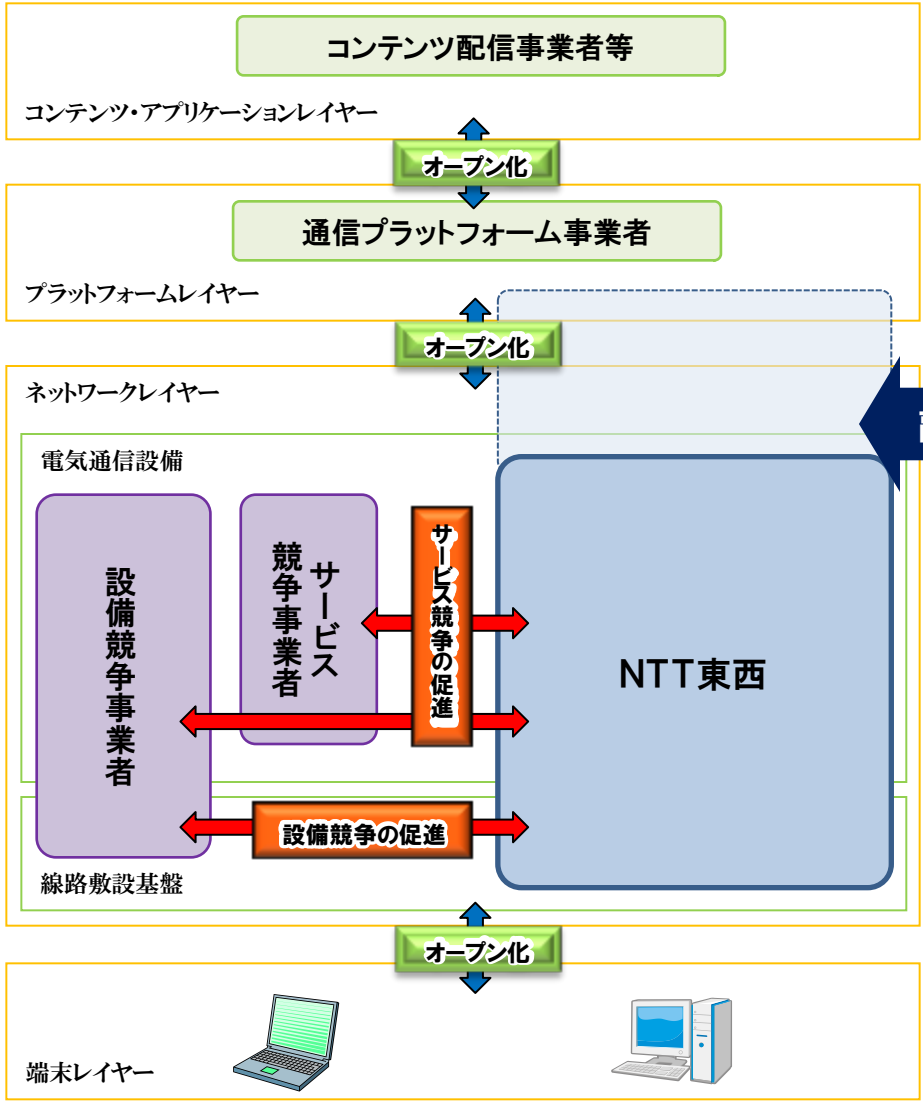 コンテンツ配信事業者等
コンテンツ・アプリケーションレイヤー
オープン化
通信プラットフォーム事業者
プラットフォームレイヤー
オープン化
ネットワークレイヤー
電気通信設備
設備競争事業者
サービス
競争事業者
サービス競争の促進
NTT東西
設備競争の促進
線路敷設基盤
オープン化
端末レイヤー